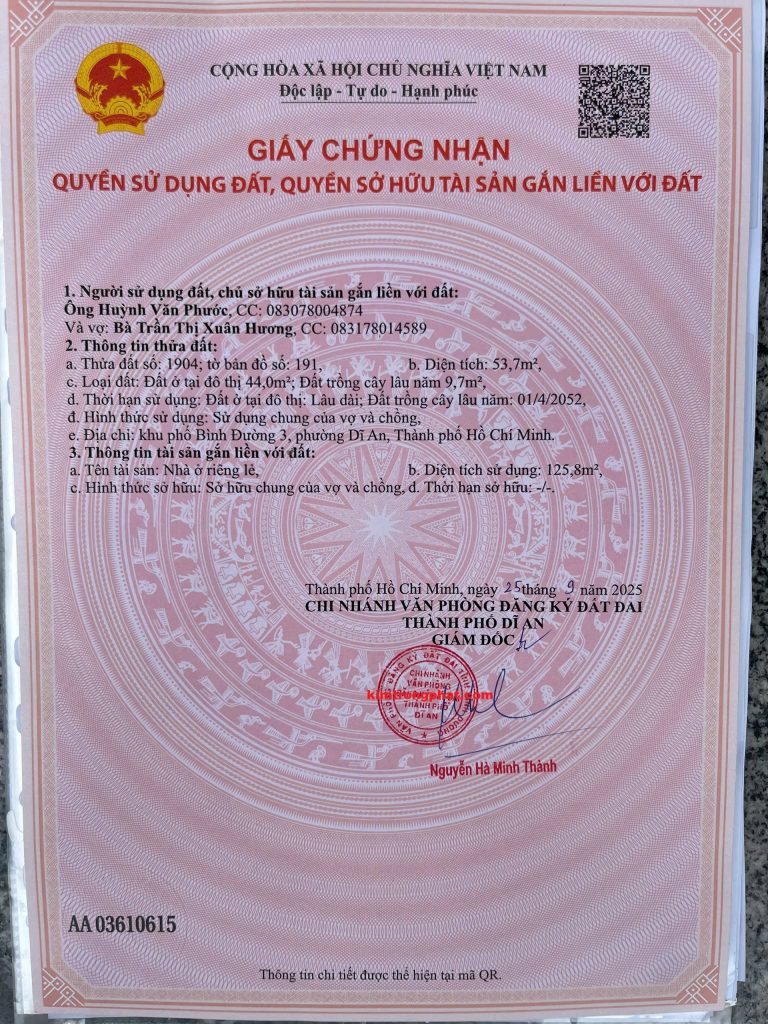 CỘNG HÒA XÃ HỘI CHỦ NGHĨA VIỆT NAM
Độc lập - Tự do - Hạnh phúc
GIẤY CHỨNG NHẬN
QUYỀN SỬ DỤNG ĐẤT, QUYỀN SỞ HỮU TÀI SẢN GẮN LIỀN VỚI ĐẤT
1. Người sử dụng đất, chủ sở hữu tài sản gắn liền với đất:
Ông Huỳnh Văn Phước, CC: 083078004874
Và vợ: Bà Trần Thị Xuân Hương, CC: 083178014589
2. Thông tin thửa đất:
a. Thửa đất số: 1904; tờ bản đồ số: 191, b. Diện tích: 53,7m²,
c. Loại đất: Đất ở tại đô thị 44,0m²; Đất trồng cây lâu năm 9,7m²,
d. Thời hạn sử dụng: Đất ở tại đô thị: Lâu dài; Đất trồng cây lâu năm: 01/4/2052,
đ. Hình thức sử dụng: Sử dụng chung của vợ và chồng,
e. Địa chỉ: khu phố Bình Đường 3, phường Dĩ An, Thành phố Hồ Chí Minh.
3. Thông tin tài sản gắn liền với đất:
a. Tên tài sản: Nhà ở riêng lẻ, b. Diện tích sử dụng: 125,8m²,
c. Hình thức sở hữu: Sở hữu chung của vợ và chồng, d. Thời hạn sở hữu: -/-.
Thành phố Hồ Chí Minh, ngày 25 tháng 9 năm 2025
CHI NHÁNH VĂN PHÒNG ĐĂNG KÝ ĐẤT ĐAI
THÀNH PHỐ DĨ AN
GIÁM ĐỐC
CHI NHÁNH
VĂN PHÒNG
THÀNH PHỐ
DĨ AN
Nguyễn Hà Minh Thành
AA 03610615
Thông tin chi tiết được thể hiện tại mã QR.